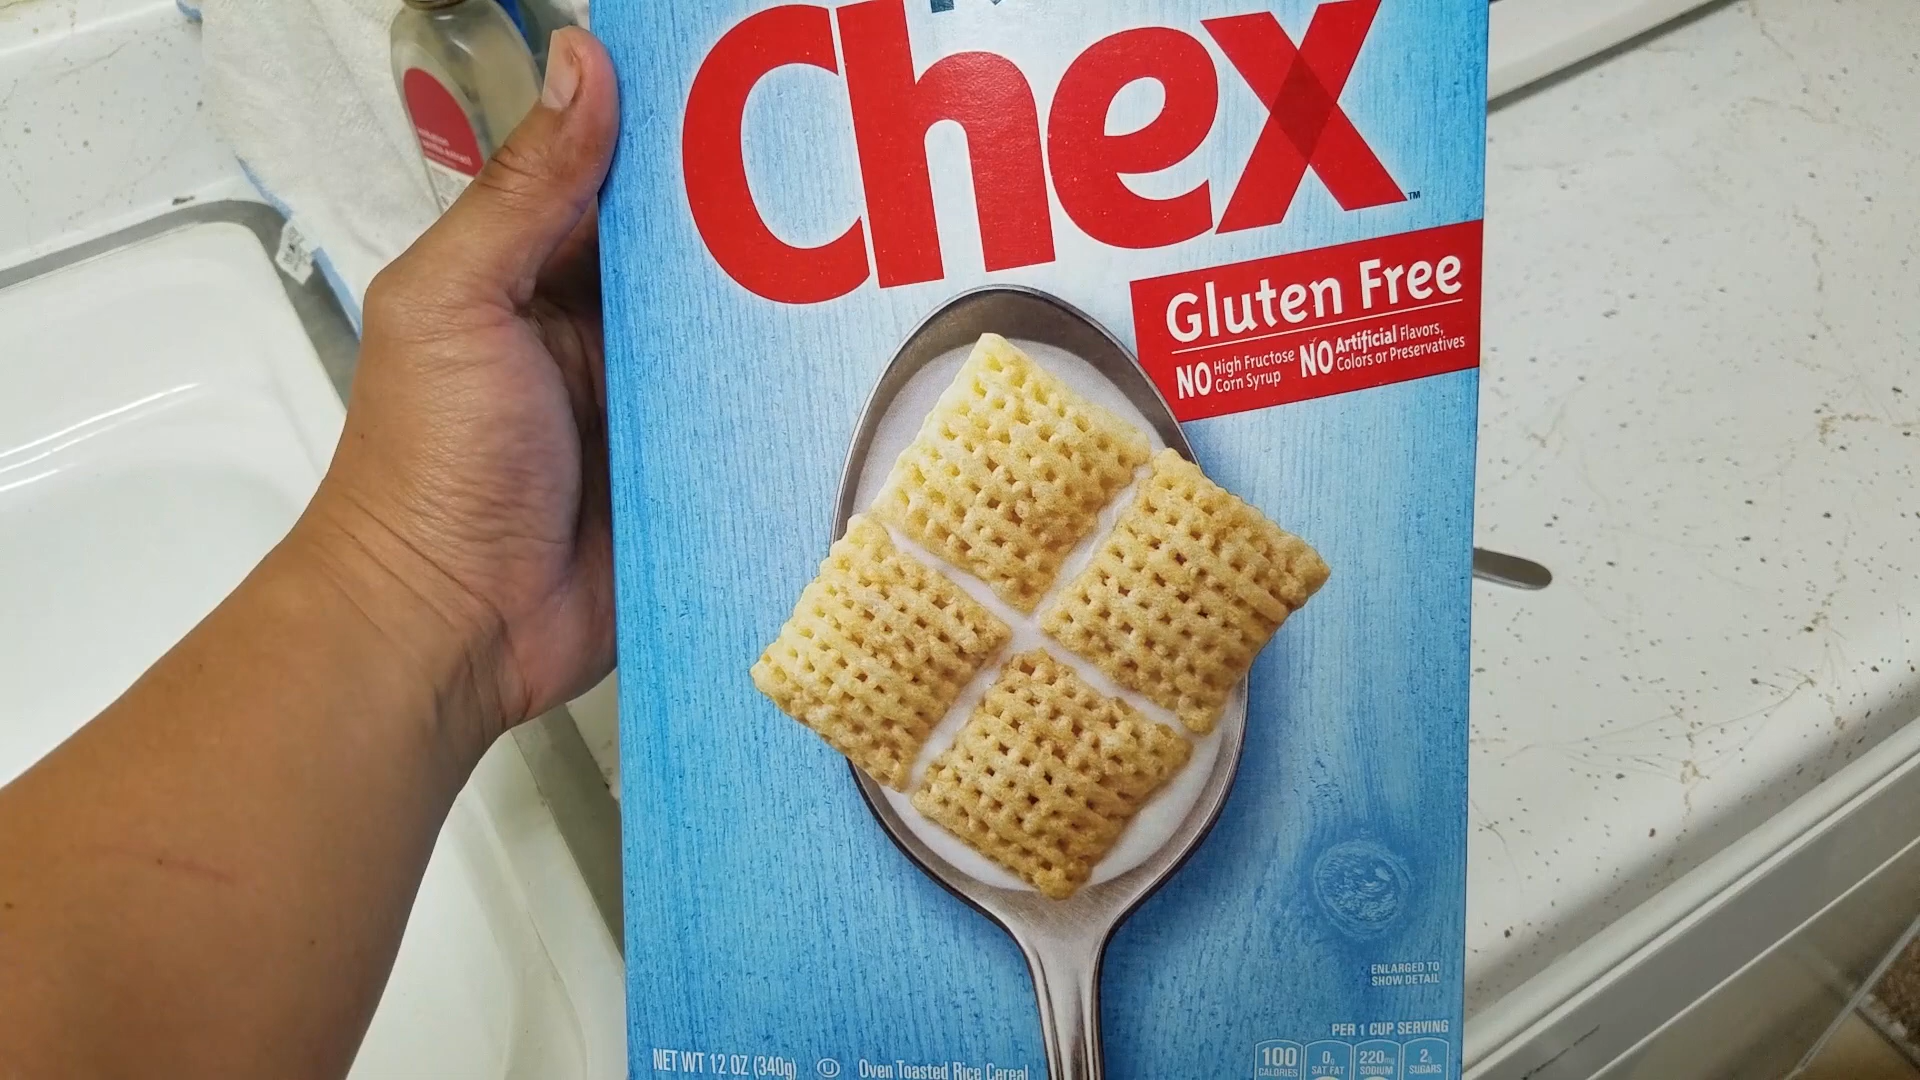 Chex™
Gluten Free
NO High Fructose Corn Syrup
NO Artificial Flavors, Colors or Preservatives
ENLARGED TO
SHOW DETAIL
PER 1 CUP SERVING
100 CALORIES
0g SAT FAT
220mg SODIUM
2g SUGARS
NET WT 12 OZ (340g)
U
Oven Toasted Rice Cereal